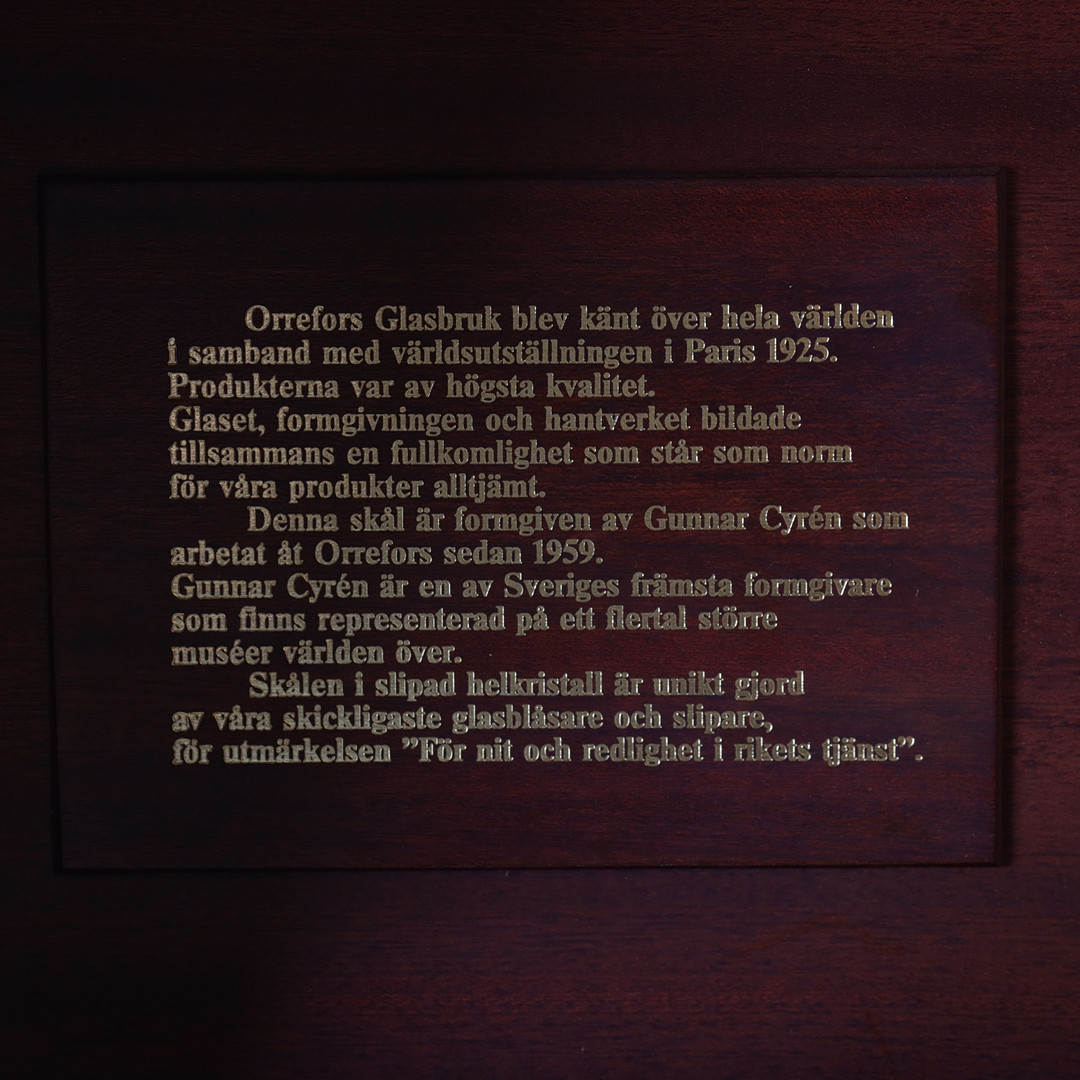 Orrefors Glasbruk blev känt över hela världen
i samband med världsutställningen i Paris 1925.
Produkterna var av högsta kvalitet.
Glaset, formgivningen och hantverket bildade
tillsammans en fullkomlighet som står som norm
för våra produkter alltjämt.
Denna skål är formgiven av Gunnar Cyrén som
arbetat åt Orrefors sedan 1959.
Gunnar Cyrén är en av Sveriges främsta formgivare
som finns representerad på ett flertal större
muséer världen över.
Skålen i slipad helkristall är unikt gjord
av våra skickligaste glasblåsare och slipare,
för utmärkelsen ”För nit och redlighet i rikets tjänst”.